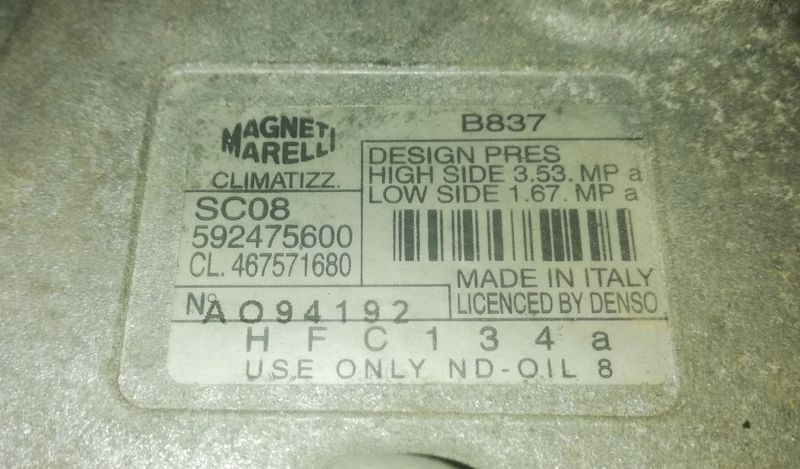 MAGNETI
MARELLI
CLIMATIZZ.
B837
SC08
592475600
CL. 467571680
DESIGN PRES
HIGH SIDE 3.53. MP a
LOW SIDE 1.67. MP a
MADE IN ITALY
LICENCED BY DENSO
Nº A094192
HFC134a
USE ONLY ND-OIL 8